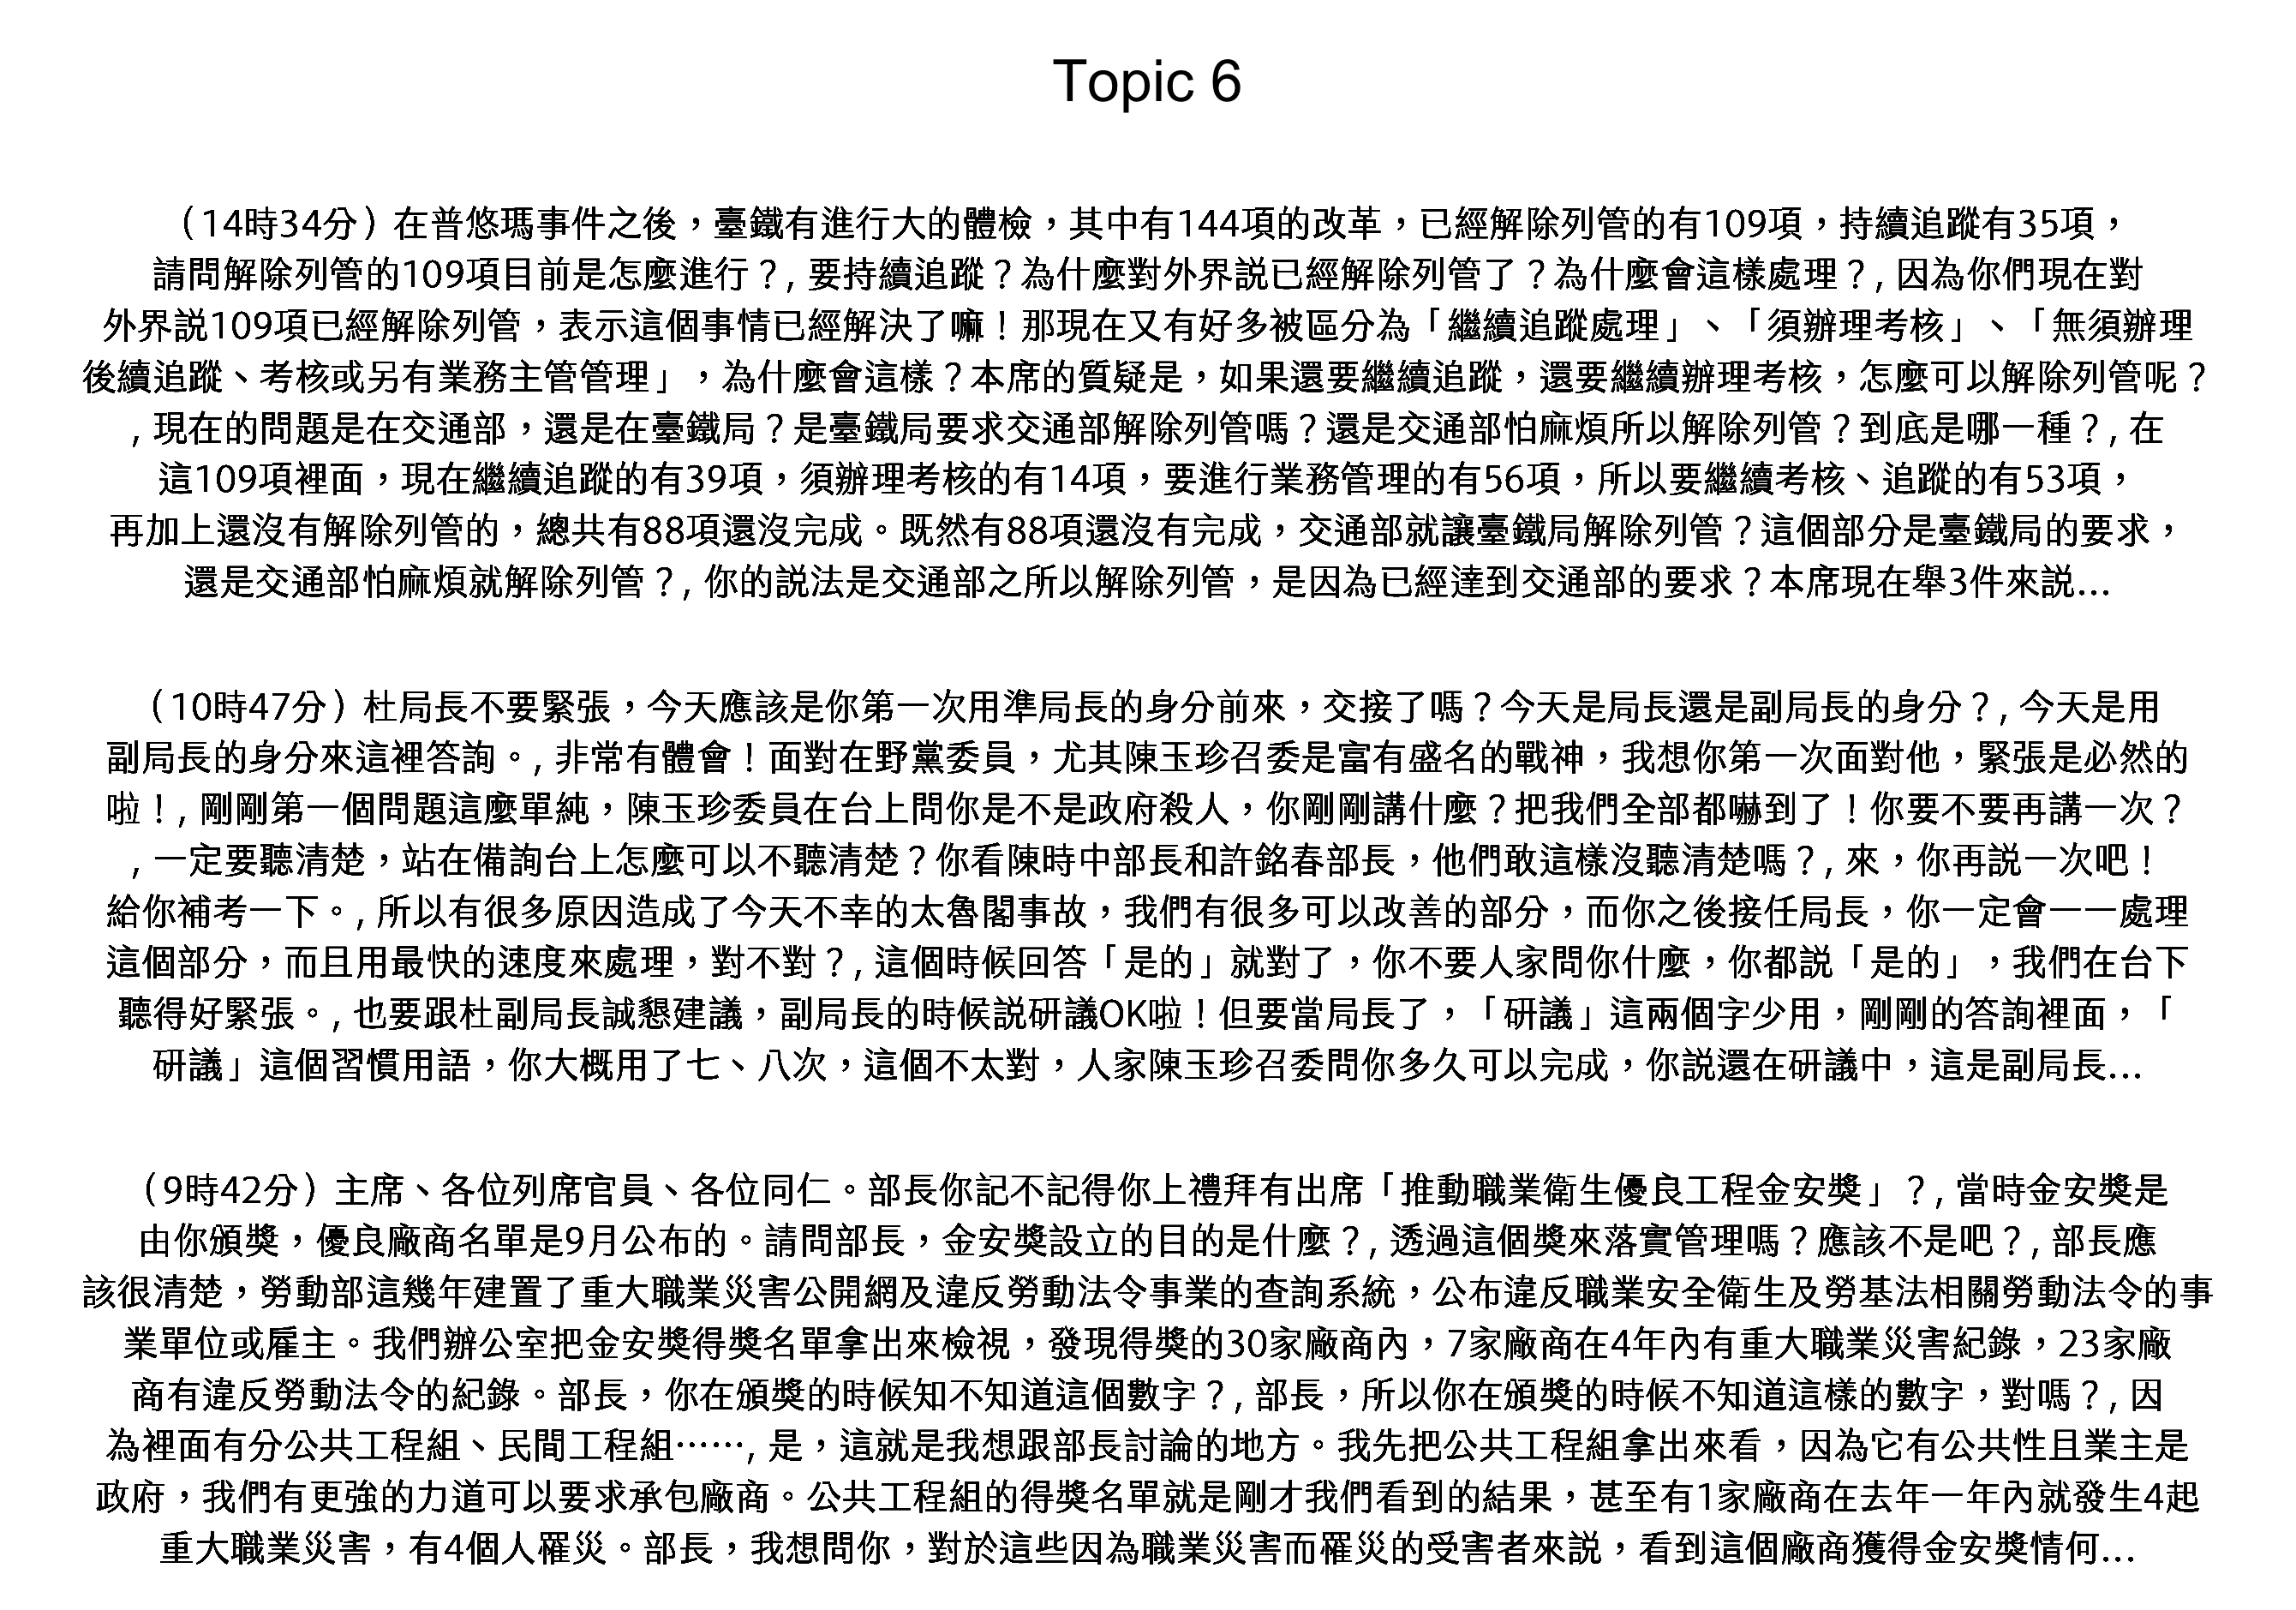 Topic 6
（14時34分）在普悠瑪事件之後，臺鐵有進行大的體檢，其中有144項的改革，已經解除列管的有109項，持續追蹤有35項，
請問解除列管的109項目前是怎麼進行？, 要持續追蹤？為什麼對外界説已經解除列管了？為什麼會這樣處理？, 因為你們現在對
外界説109項已經解除列管，表示這個事情已經解決了嘛！那現在又有好多被區分為「繼續追蹤處理」、「須辦理考核」、「無須辦理
後續追蹤、考核或另有業務主管管理」，為什麼會這樣？本席的質疑是，如果還要繼續追蹤，還要繼續辦理考核，怎麼可以解除列管呢？
, 現在的問題是在交通部，還是在臺鐵局？是臺鐵局要求交通部解除列管嗎？還是交通部怕麻煩所以解除列管？到底是哪一種？, 在
這109項裡面，現在繼續追蹤的有39項，須辦理考核的有14項，要進行業務管理的有56項，所以要繼續考核、追蹤的有53項，
再加上還沒有解除列管的，總共有88項還沒完成。既然有88項還沒有完成，交通部就讓臺鐵局解除列管？這個部分是臺鐵局的要求，
還是交通部怕麻煩就解除列管？, 你的説法是交通部之所以解除列管，是因為已經達到交通部的要求？本席現在舉3件來説...
（10時47分）杜局長不要緊張，今天應該是你第一次用準局長的身分前來，交接了嗎？今天是局長還是副局長的身分？, 今天是用
副局長的身分來這裡答詢。, 非常有體會！面對在野黨委員，尤其陳玉珍召委是富有盛名的戰神，我想你第一次面對他，緊張是必然的
啦！, 剛剛第一個問題這麼單純，陳玉珍委員在台上問你是不是政府殺人，你剛剛講什麼？把我們全部都嚇到了！你要不要再講一次？
, 一定要聽清楚，站在備詢台上怎麼可以不聽清楚？你看陳時中部長和許銘春部長，他們敢這樣沒聽清楚嗎？, 來，你再説一次吧！
給你補考一下。, 所以有很多原因造成了今天不幸的太魯閣事故，我們有很多可以改善的部分，而你之後接任局長，你一定會一一處理
這個部分，而且用最快的速度來處理，對不對？, 這個時候回答「是的」就對了，你不要人家問你什麼，你都説「是的」，我們在台下
聽得好緊張。, 也要跟杜副局長誠懇建議，副局長的時候説研議OK啦！但要當局長了，「研議」這兩個字少用，剛剛的答詢裡面，「
研議」這個習慣用語，你大概用了七、八次，這個不太對，人家陳玉珍召委問你多久可以完成，你説還在研議中，這是副局長...
（9時42分）主席、各位列席官員、各位同仁。部長你記不記得你上禮拜有出席「推動職業衛生優良工程金安獎」？, 當時金安獎是
由你頒獎，優良廠商名單是9月公布的。請問部長，金安獎設立的目的是什麼？, 透過這個獎來落實管理嗎？應該不是吧？, 部長應
該很清楚，勞動部這幾年建置了重大職業災害公開網及違反勞動法令事業的查詢系統，公布違反職業安全衛生及勞基法相關勞動法令的事
業單位或雇主。我們辦公室把金安獎得獎名單拿出來檢視，發現得獎的30家廠商內，7家廠商在4年內有重大職業災害紀錄，23家廠
商有違反勞動法令的紀錄。部長，你在頒獎的時候知不知道這個數字？, 部長，所以你在頒獎的時候不知道這樣的數字，對嗎？, 因
為裡面有分公共工程組、民間工程組……, 是，這就是我想跟部長討論的地方。我先把公共工程組拿出來看，因為它有公共性且業主是
政府，我們有更強的力道可以要求承包廠商。公共工程組的得獎名單就是剛才我們看到的結果，甚至有1家廠商在去年一年內就發生4起
重大職業災害，有4個人罹災。部長，我想問你，對於這些因為職業災害而罹災的受害者來説，看到這個廠商獲得金安獎情何...